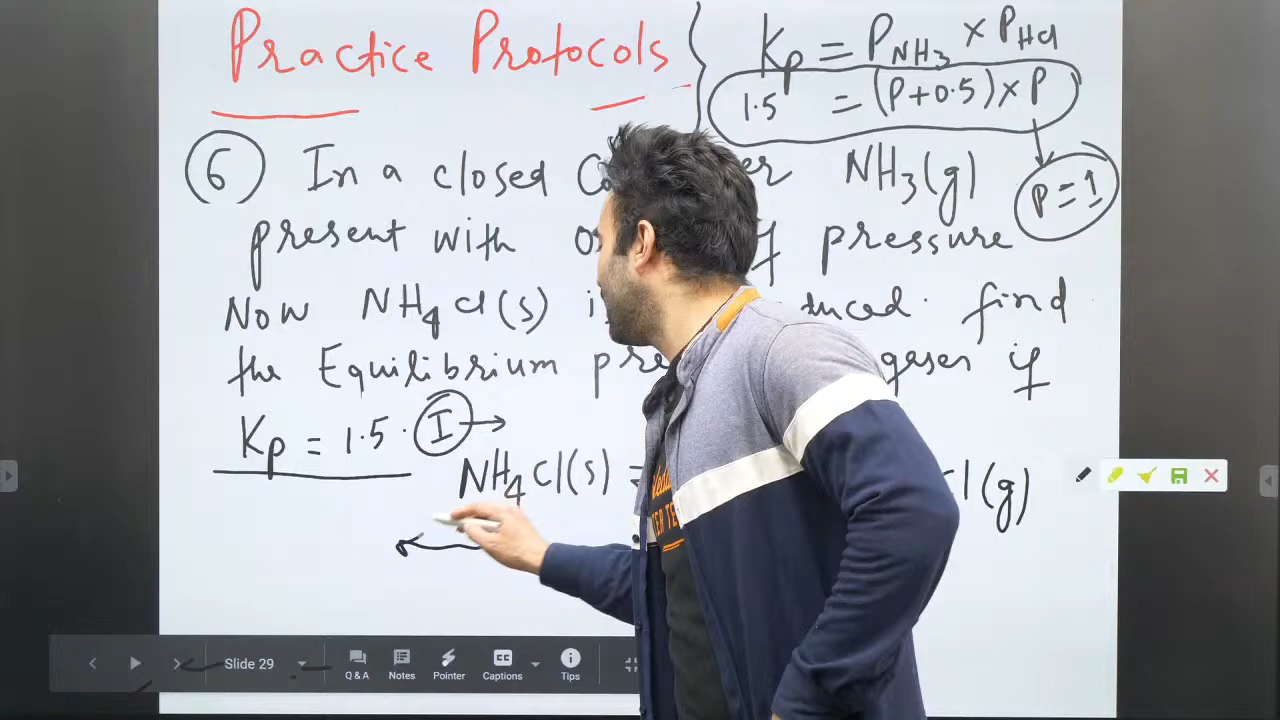 Practice Protocols
Kp = PNH3 × PHCl
1.5 = (P+0.5)×P
P=1
6 In a closed NH3(g)
present with of pressure
Now NH4Cl(s) find
the Equilibrium gases if
Kp = 1.5. I →
NH4Cl(s) (g)
Slide 29
Q&A Notes Pointer Captions Tips